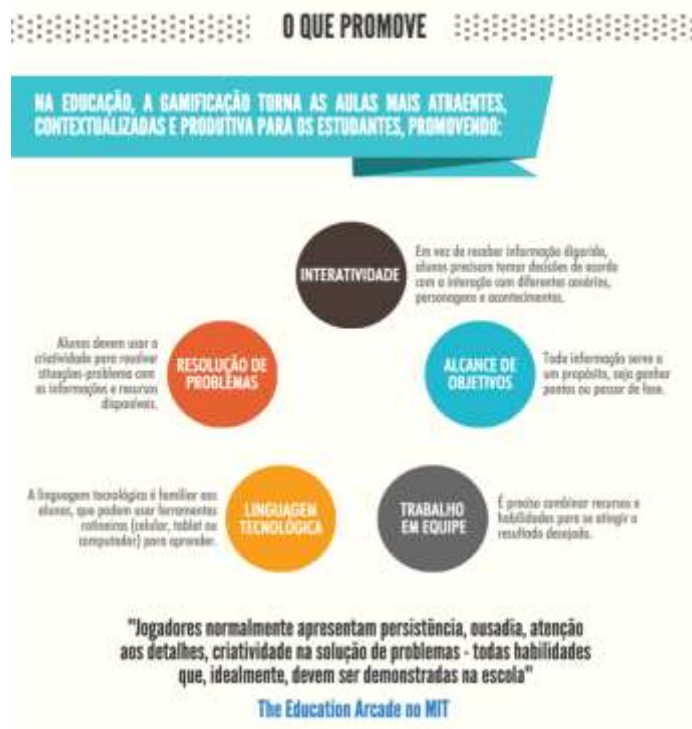 O QUE PROMOVE
NA EDUCAÇÃO, A GAMIFICAÇÃO TORNA AS AULAS MAIS ATRAENTES,
CONTEXTUALIZADAS E PRODUTIVA PARA OS ESTUDANTES, PROMOVENDO:
INTERATIVIDADE
Em vez de receber informação digerida,
alunos precisam tomar decisões de acordo
com a interação com diferentes cenários,
personagens e acontecimentos.
Alunos devem usar a
criatividade para resolver
situações-problema com
as informações e recursos
disponíveis.
RESOLUÇÃO DE
PROBLEMAS
ALCANCE DE
OBJETIVOS
Toda informação serve a
um propósito, seja ganhar
pontos ou passar de fase.
A linguagem tecnológica é familiar aos
alunos, que podem usar ferramentas
rotineiras (celular, tablet ou
computador) para aprender.
LINGUAGEM
TECNOLÓGICA
TRABALHO
EM EQUIPE
É preciso combinar recursos e
habilidades para se atingir o
resultado desejado.
"Jogadores normalmente apresentam persistência, ousadia, atenção
aos detalhes, criatividade na solução de problemas - todas habilidades
que, idealmente, devem ser demonstradas na escola"
The Education Arcade no MIT